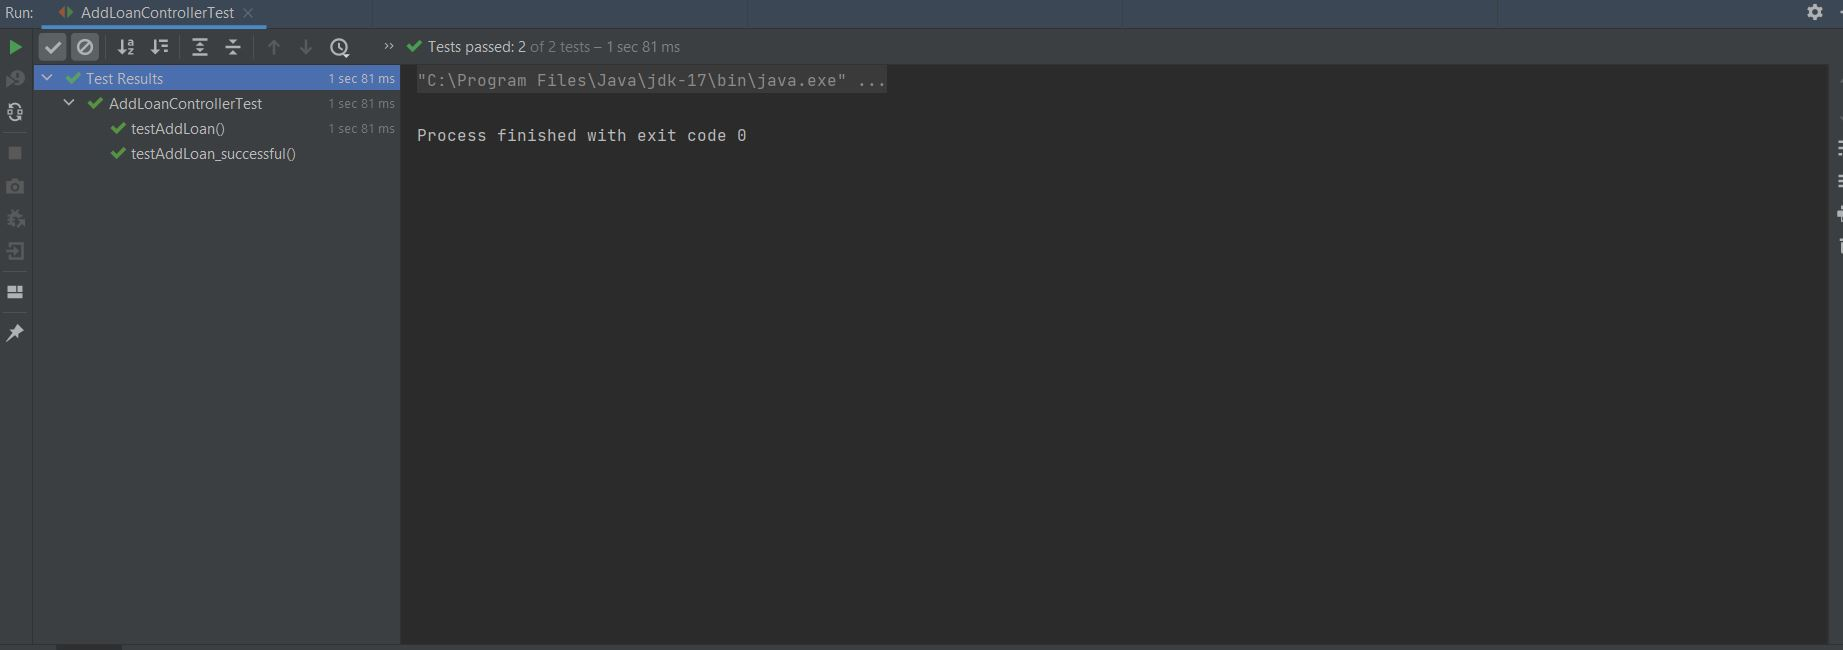 Run: AddLoanControllerTest
Tests passed: 2 of 2 tests – 1 sec 81 ms
Test Results 1 sec 81 ms
AddLoanControllerTest 1 sec 81 ms
testAddLoan() 1 sec 81 ms
testAddLoan_successful()
"C:\Program Files\Java\jdk-17\bin\java.exe" ...
Process finished with exit code 0